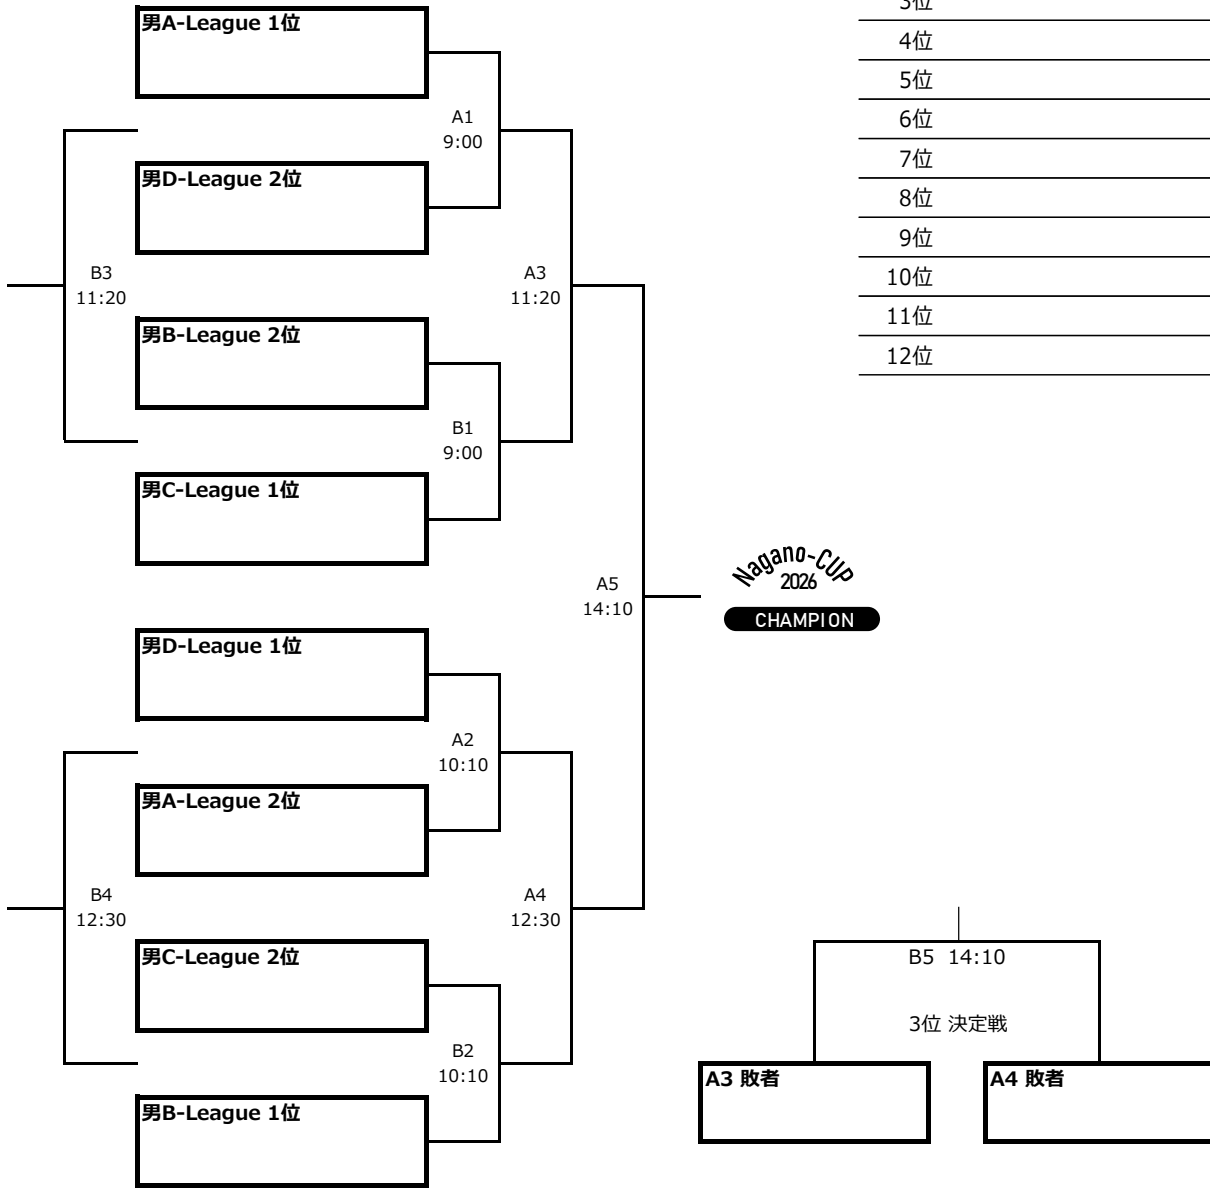 男A-League 1位
A1
9:00
男D-League 2位
B3
11:20
A3
11:20
男B-League 2位
B1
9:00
男C-League 1位
A5
14:10
男D-League 1位
A2
10:10
男A-League 2位
B4
12:30
A4
12:30
男C-League 2位
B2
10:10
男B-League 1位
3位
4位
5位
6位
7位
8位
9位
10位
11位
12位
Nagano-CUP
2026
CHAMPION
B5 14:10
3位 決定戦
A3 敗者
A4 敗者